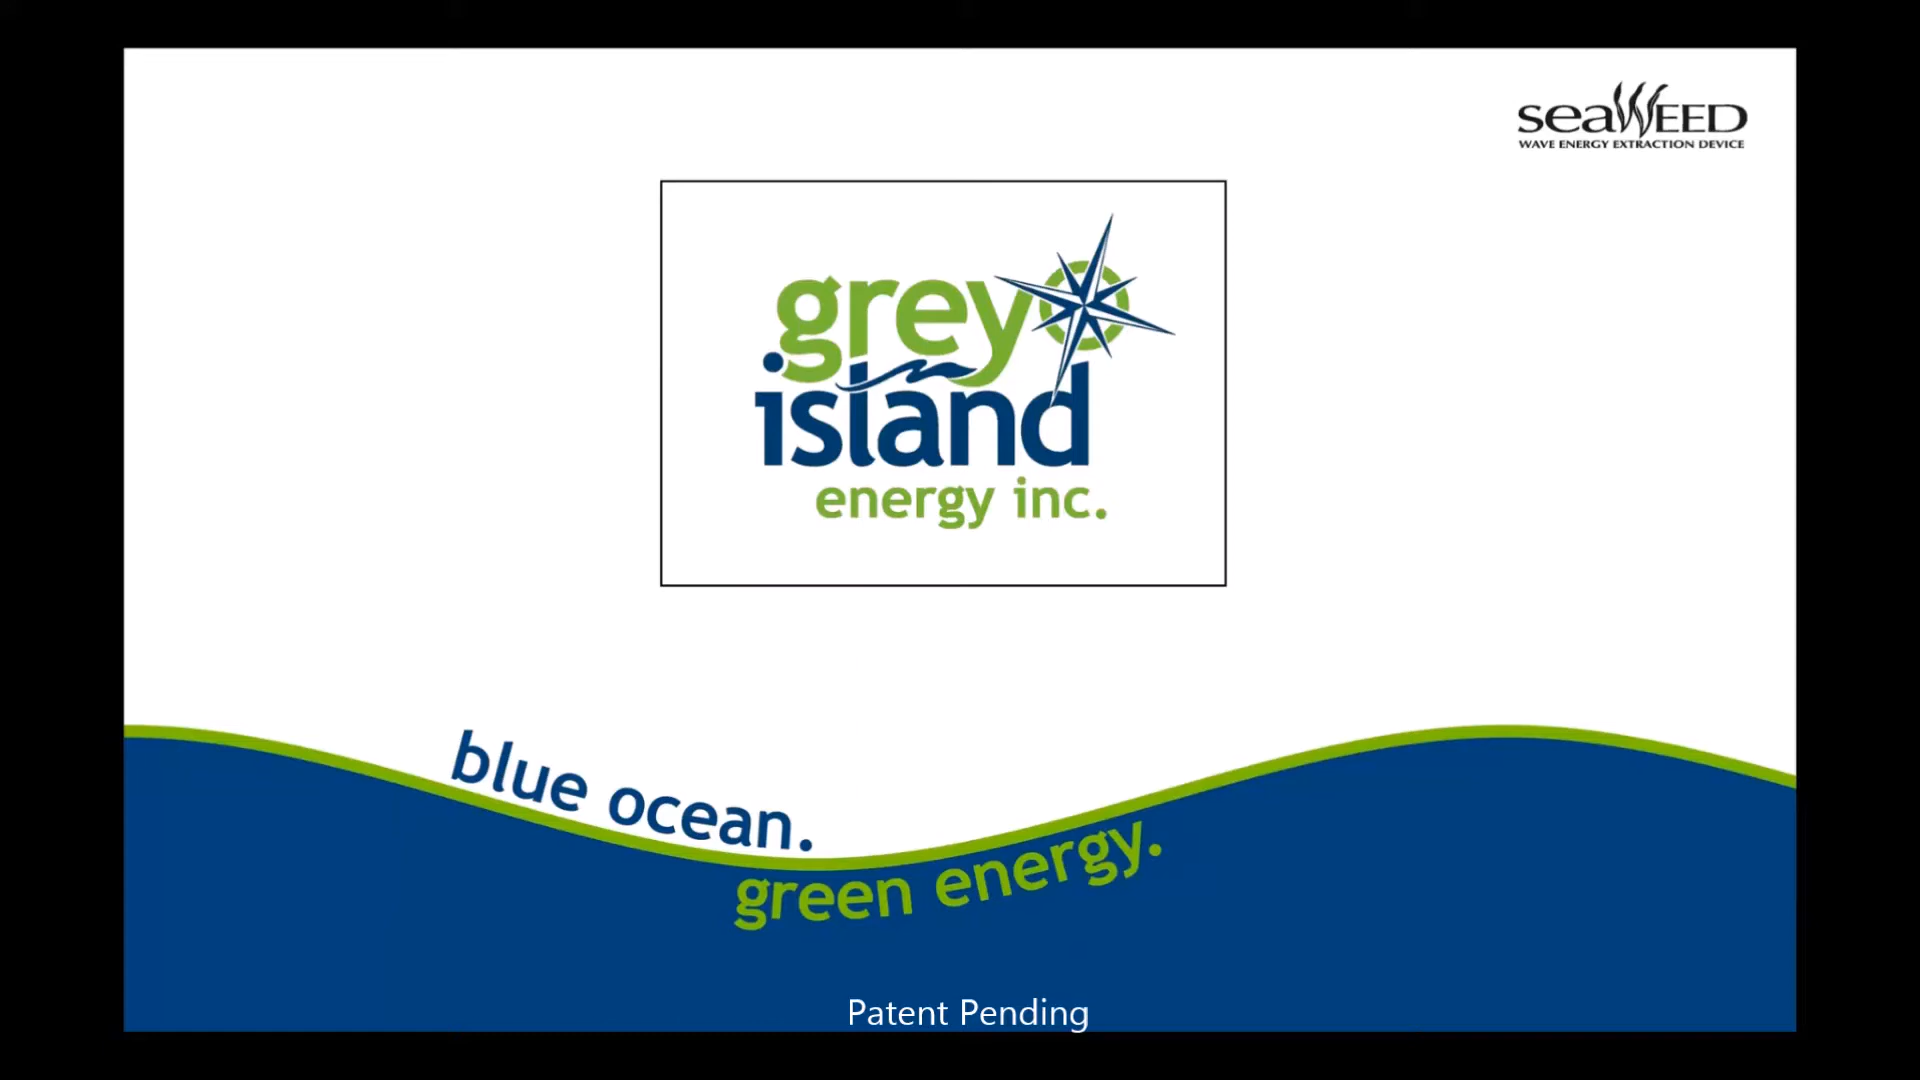 seaWEED
WAVE ENERGY EXTRACTION DEVICE
grey
island
energy inc.
blue ocean.
green energy.
Patent Pending